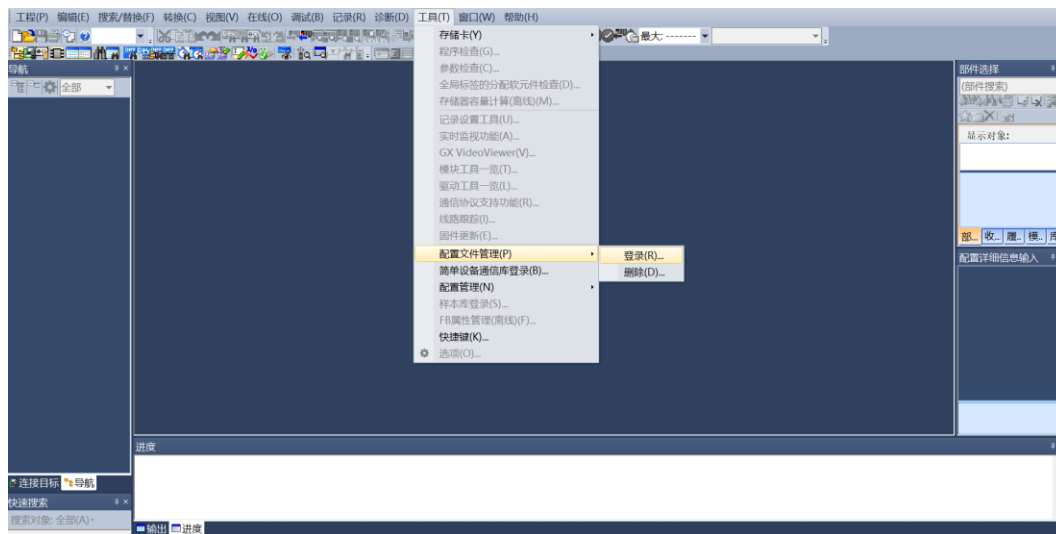 工程(P) 编辑(E) 搜索/替换(F) 转换(C) 视图(V) 在线(O) 调试(B) 记录(R) 诊断(D) 工具(T) 窗口(W) 帮助(H)
最大: -------
导航
全部
存储卡(Y)
程序检查(G)...
参数检查(C)...
全局标签的分配软元件检查(D)...
存储器容量计算(离线)(M)...
记录设置工具(U)...
实时监视功能(A)...
GX VideoViewer(V)...
模块工具一览(T)...
驱动工具一览(L)...
通信协议支持功能(R)...
线路跟踪(I)...
固件更新(E)...
配置文件管理(P)
登录(R)...
删除(D)...
简单设备通信库登录(B)...
配置管理(N)
样本库登录(S)...
FB属性管理(离线)(F)...
快捷键(K)...
选项(O)...
部件选择
(部件搜索)
显示对象:
部... 收... 履... 模... 库
配置详细信息输入
进度
连接目标 导航
快速搜索
搜索对象: 全部(A)
输出 进度